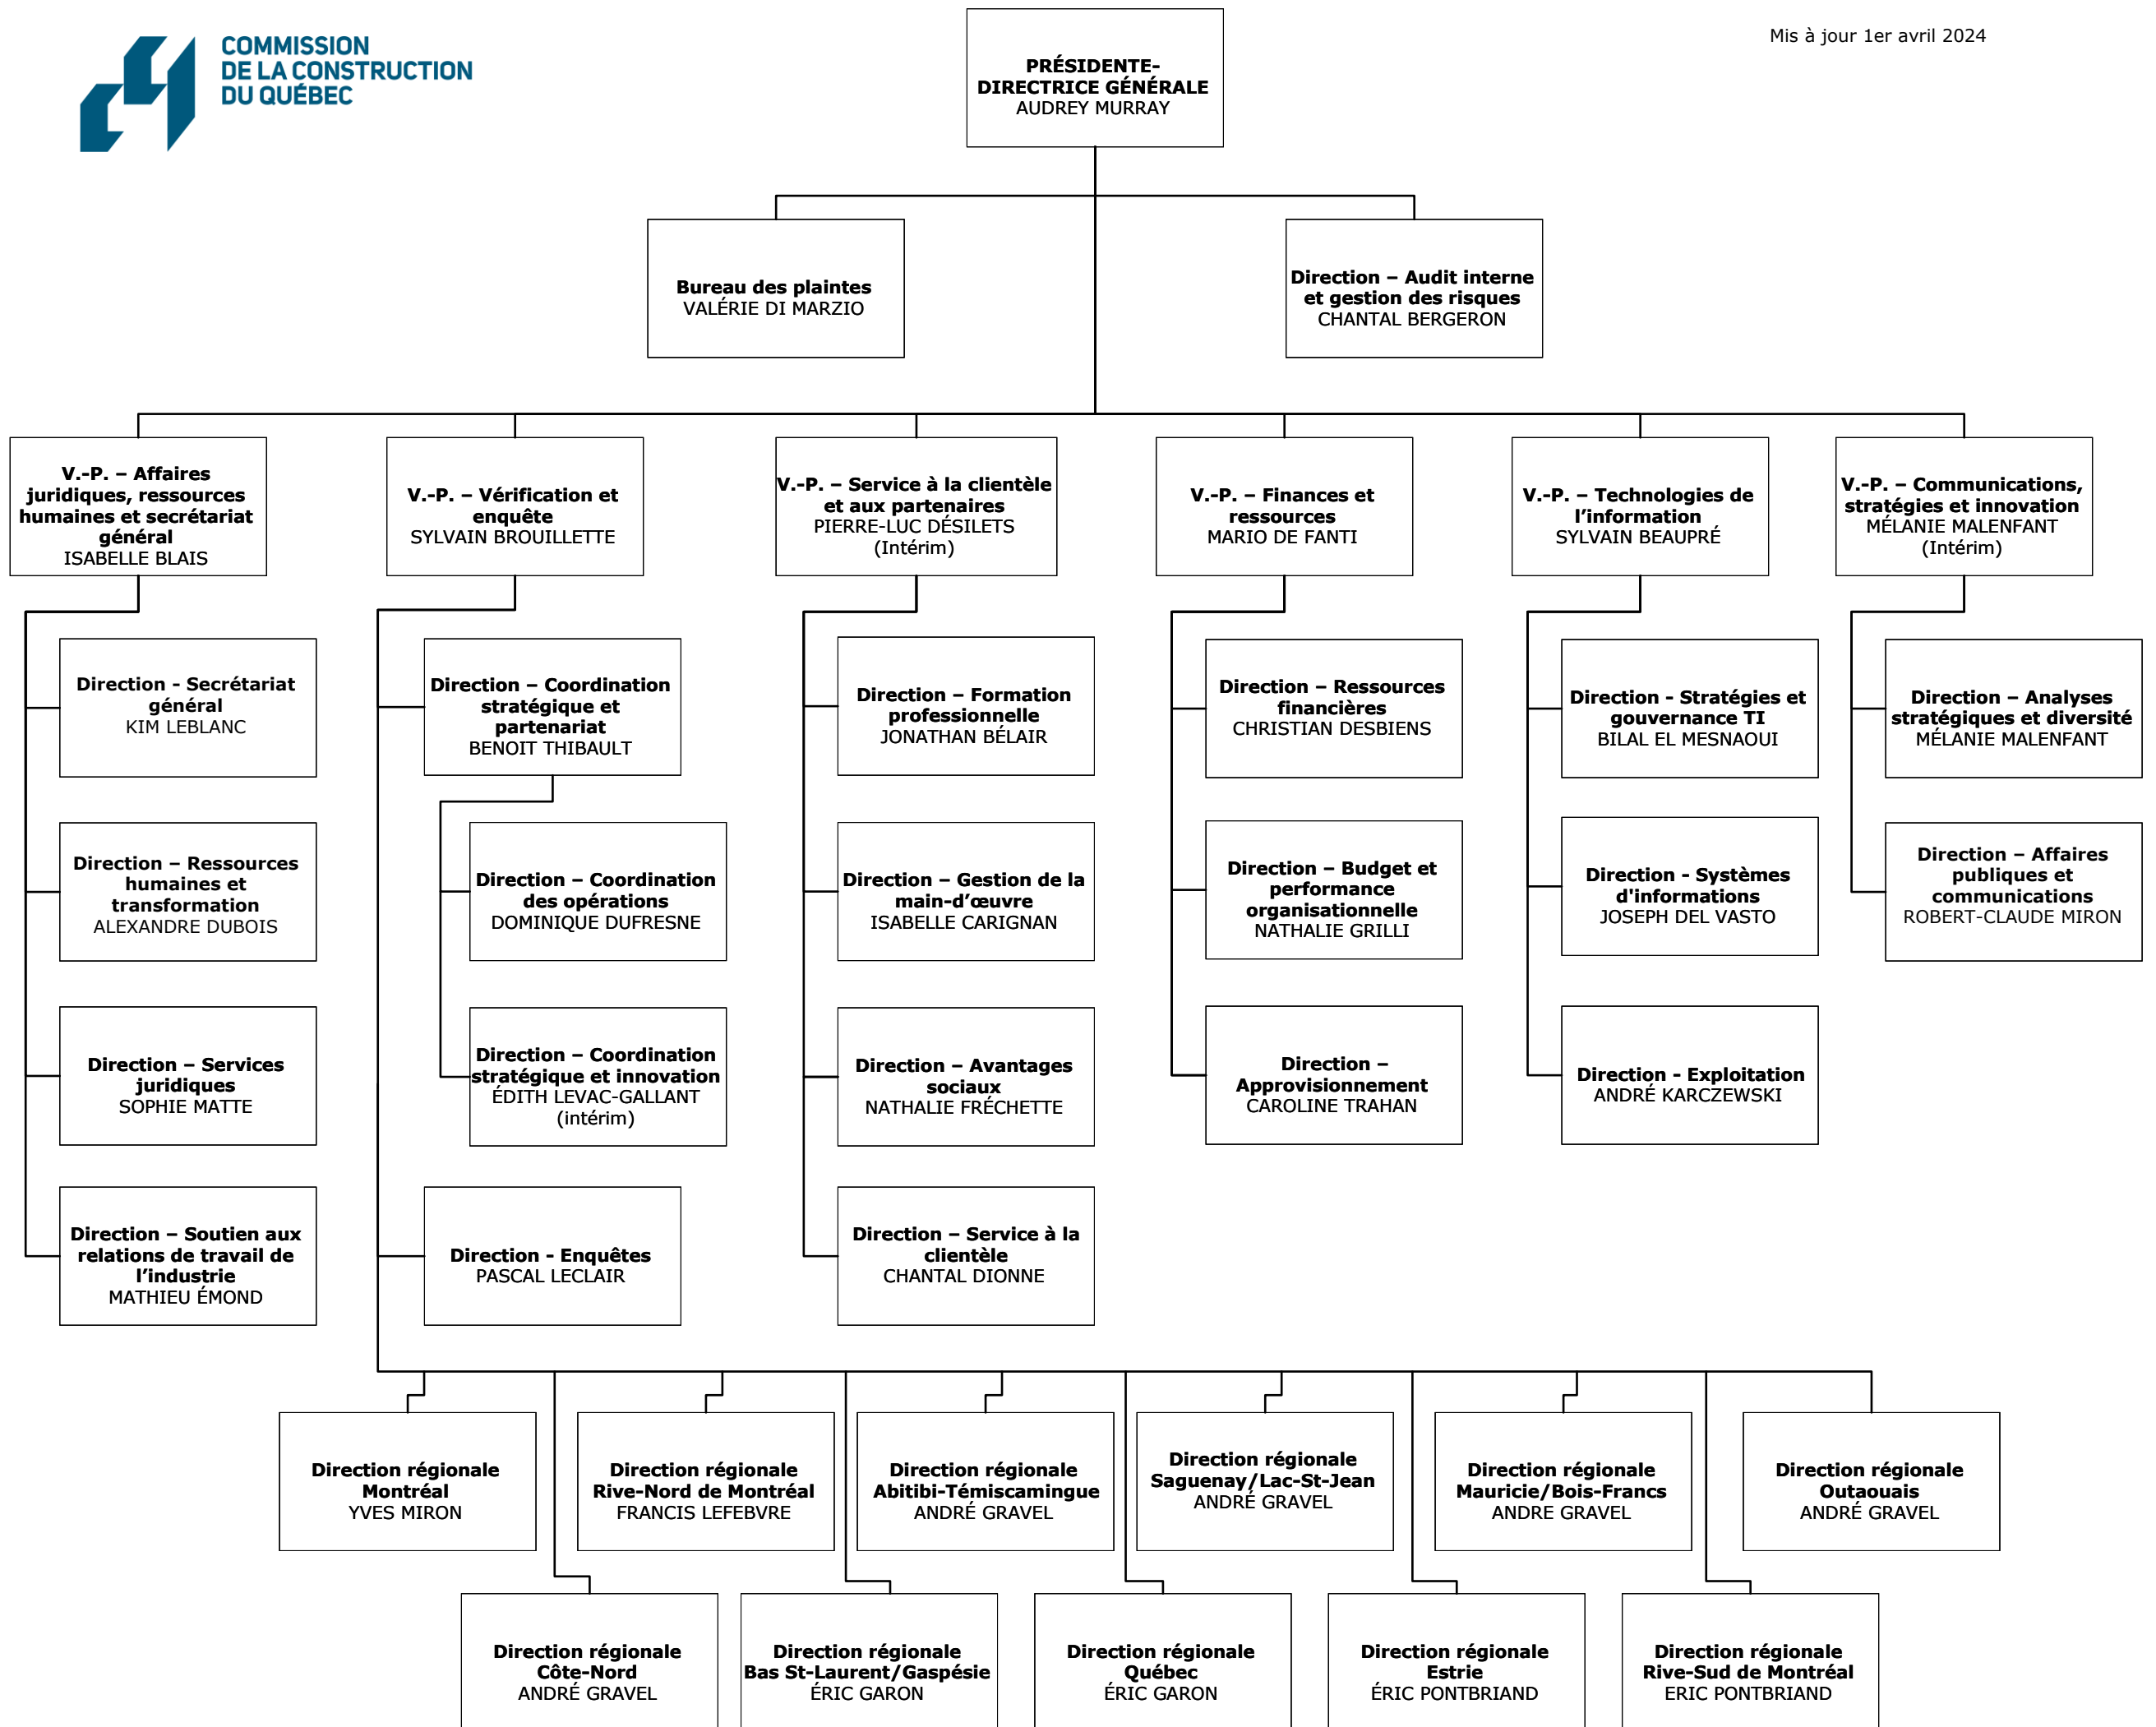 COMMISSION
DE LA CONSTRUCTION
DU QUÉBEC
Mis à jour 1er avril 2024
PRÉSIDENTE-
DIRECTRICE GÉNÉRALE
AUDREY MURRAY
Bureau des plaintes
VALÉRIE DI MARZIO
Direction – Audit interne
et gestion des risques
CHANTAL BERGERON
V.-P. – Affaires
juridiques, ressources
humaines et secrétariat
général
ISABELLE BLAIS
V.-P. – Vérification et
enquête
SYLVAIN BROUILLETTE
V.-P. – Service à la clientèle
et aux partenaires
PIERRE-LUC DÉSILETS
(Intérim)
V.-P. – Finances et
ressources
MARIO DE FANTI
V.-P. – Technologies de
l’information
SYLVAIN BEAUPRÉ
V.-P. – Communications,
stratégies et innovation
MÉLANIE MALENFANT
(Intérim)
Direction - Secrétariat
général
KIM LEBLANC
Direction – Coordination
stratégique et
partenariat
BENOIT THIBAULT
Direction – Formation
professionnelle
JONATHAN BÉLAIR
Direction – Ressources
financières
CHRISTIAN DESBIENS
Direction - Stratégies et
gouvernance TI
BILAL EL MESNAOUI
Direction – Analyses
stratégiques et diversité
MÉLANIE MALENFANT
Direction – Ressources
humaines et
transformation
ALEXANDRE DUBOIS
Direction – Coordination
des opérations
DOMINIQUE DUFRESNE
Direction – Gestion de la
main-d’œuvre
ISABELLE CARIGNAN
Direction – Budget et
performance
organisationnelle
NATHALIE GRILLI
Direction - Systèmes
d'informations
JOSEPH DEL VASTO
Direction – Affaires
publiques et
communications
ROBERT-CLAUDE MIRON
Direction – Services
juridiques
SOPHIE MATTE
Direction – Coordination
stratégique et innovation
ÉDITH LEVAC-GALLANT
(intérim)
Direction – Avantages
sociaux
NATHALIE FRÉCHETTE
Direction –
Approvisionnement
CAROLINE TRAHAN
Direction - Exploitation
ANDRÉ KARCZEWSKI
Direction – Soutien aux
relations de travail de
l’industrie
MATHIEU ÉMOND
Direction - Enquêtes
PASCAL LECLAIR
Direction – Service à la
clientèle
CHANTAL DIONNE
Direction régionale
Montréal
YVES MIRON
Direction régionale
Rive-Nord de Montréal
FRANCIS LEFEBVRE
Direction régionale
Abitibi-Témiscamingue
ANDRÉ GRAVEL
Direction régionale
Saguenay/Lac-St-Jean
ANDRÉ GRAVEL
Direction régionale
Mauricie/Bois-Francs
ANDRE GRAVEL
Direction régionale
Outaouais
ANDRÉ GRAVEL
Direction régionale
Côte-Nord
ANDRÉ GRAVEL
Direction régionale
Bas St-Laurent/Gaspésie
ÉRIC GARON
Direction régionale
Québec
ÉRIC GARON
Direction régionale
Estrie
ÉRIC PONTBRIAND
Direction régionale
Rive-Sud de Montréal
ERIC PONTBRIAND